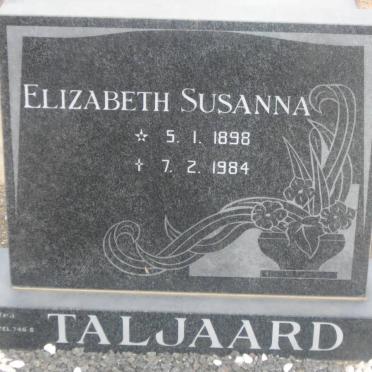 ELIZABETH SUSANNA
☆ 5. 1. 1898
† 7. 2. 1984
TALJAARD